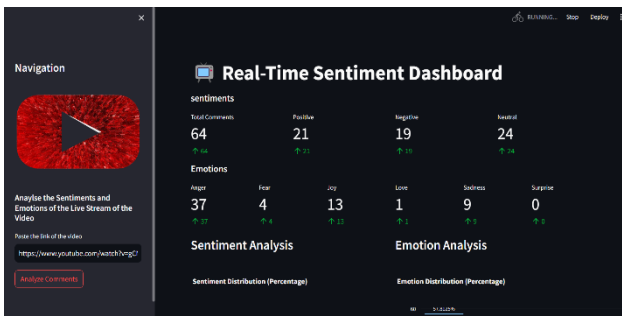 RUNNING... Stop Deploy
Navigation
Real-Time Sentiment Dashboard
sentiments
Total Comments Positive Negative Neutral
64 21 19 24
↑ 64 ↑ 21 ↑ 19 ↑ 24
Emotions
Anger Fear Joy Love Sadness Surprise
37 4 13 1 9 0
↑ 37 ↑ 4 ↑ 13 ↑ 1 ↑ 9 ↑ 0
Anaylse the Sentiments and
Emotions of the Live Stream of the
Video
Paste the link of the video
https://www.youtube.com/watch?v=gC
Analyze Comments
Sentiment Analysis Emotion Analysis
Sentiment Distribution (Percentage) Emotion Distribution (Percentage)
60 57.8125%